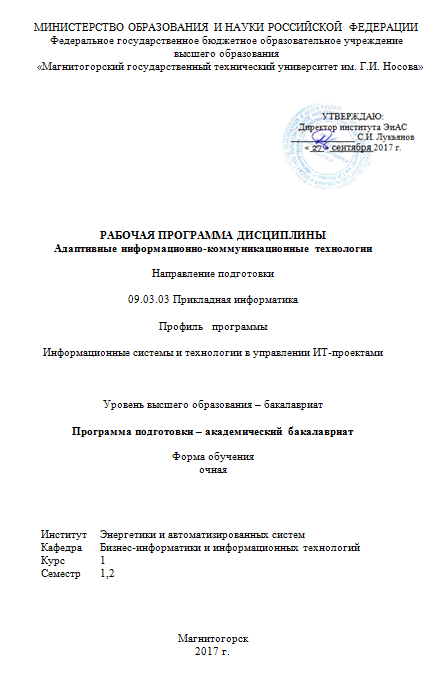 МИНИСТЕРСТВО ОБРАЗОВАНИЯ И НАУКИ РОССИЙСКОЙ ФЕДЕРАЦИИ
Федеральное государственное бюджетное образовательное учреждение
высшего образования
«Магнитогорский государственный технический университет им. Г.И. Носова»
УТВЕРЖДАЮ:
Директор института ЭиАС
С.И. Лукьянов
« 27 » сентября 2017 г.
РАБОЧАЯ ПРОГРАММА ДИСЦИПЛИНЫ
Адаптивные информационно-коммуникационные технологии
Направление подготовки
09.03.03 Прикладная информатика
Профиль программы
Информационные системы и технологии в управлении ИТ-проектами
Уровень высшего образования – бакалавриат
Программа подготовки – академический бакалавриат
Форма обучения
очная
Институт Энергетики и автоматизированных систем
Кафедра Бизнес-информатики и информационных технологий
Курс 1
Семестр 1,2
Магнитогорск
2017 г.